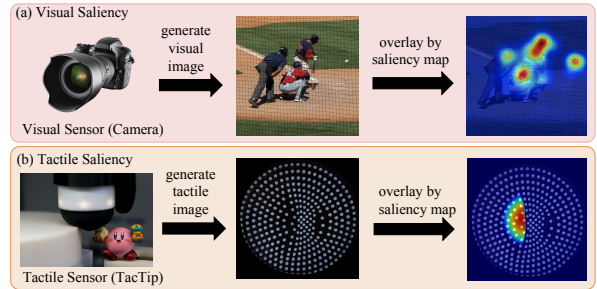 (a) Visual Saliency
generate
visual
image
overlay by
saliency map
Visual Sensor (Camera)
(b) Tactile Saliency
generate
tactile
image
overlay by
saliency map
Tactile Sensor (TacTip)